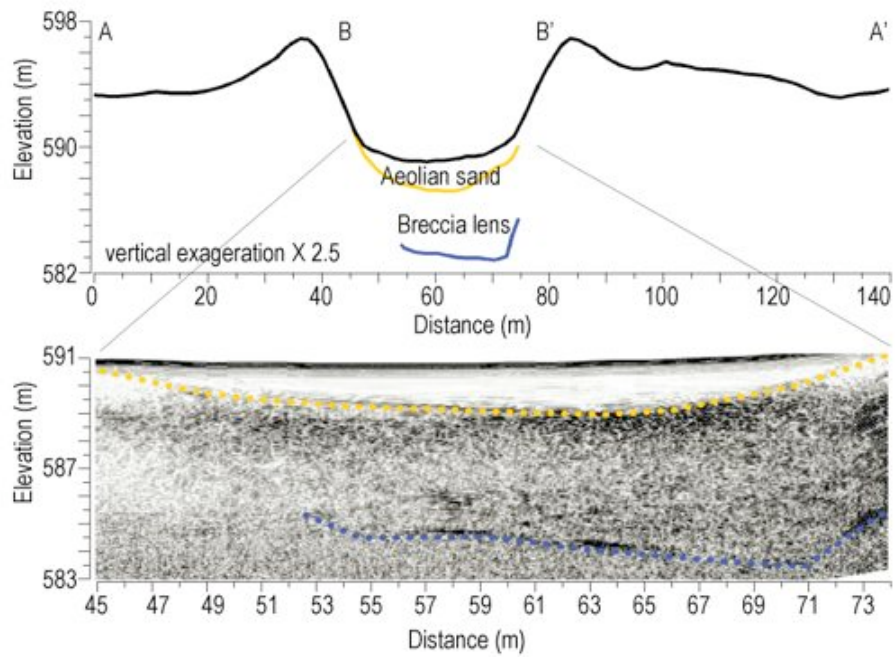 598
A B B' A'
Elevation (m)
590
Aeolian sand
Breccia lens
vertical exageration X 2.5
582
0 20 40 60 80 100 120 140
Distance (m)
591
Elevation (m)
587
583
45 47 49 51 53 55 57 59 61 63 65 67 69 71 73
Distance (m)